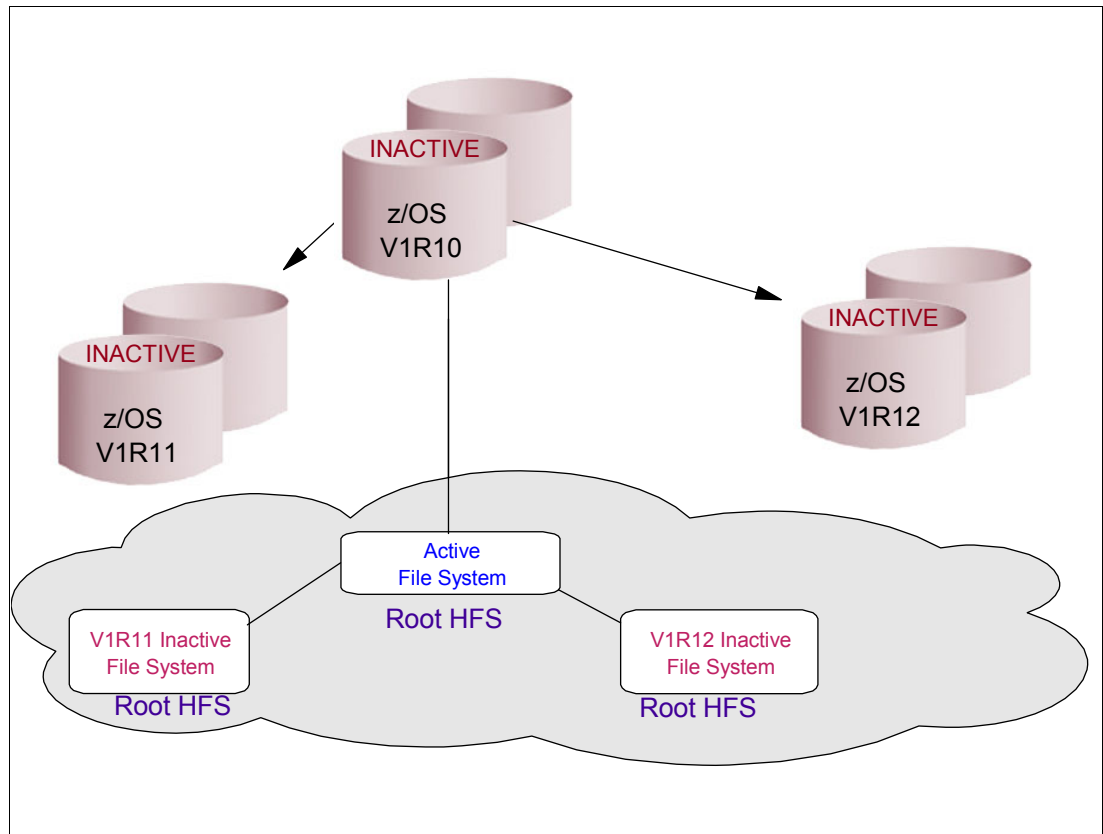 INACTIVE
z/OS
V1R10
INACTIVE
z/OS
V1R11
INACTIVE
z/OS
V1R12
Active
File System
Root HFS
V1R11 Inactive
File System
Root HFS
V1R12 Inactive
File System
Root HFS